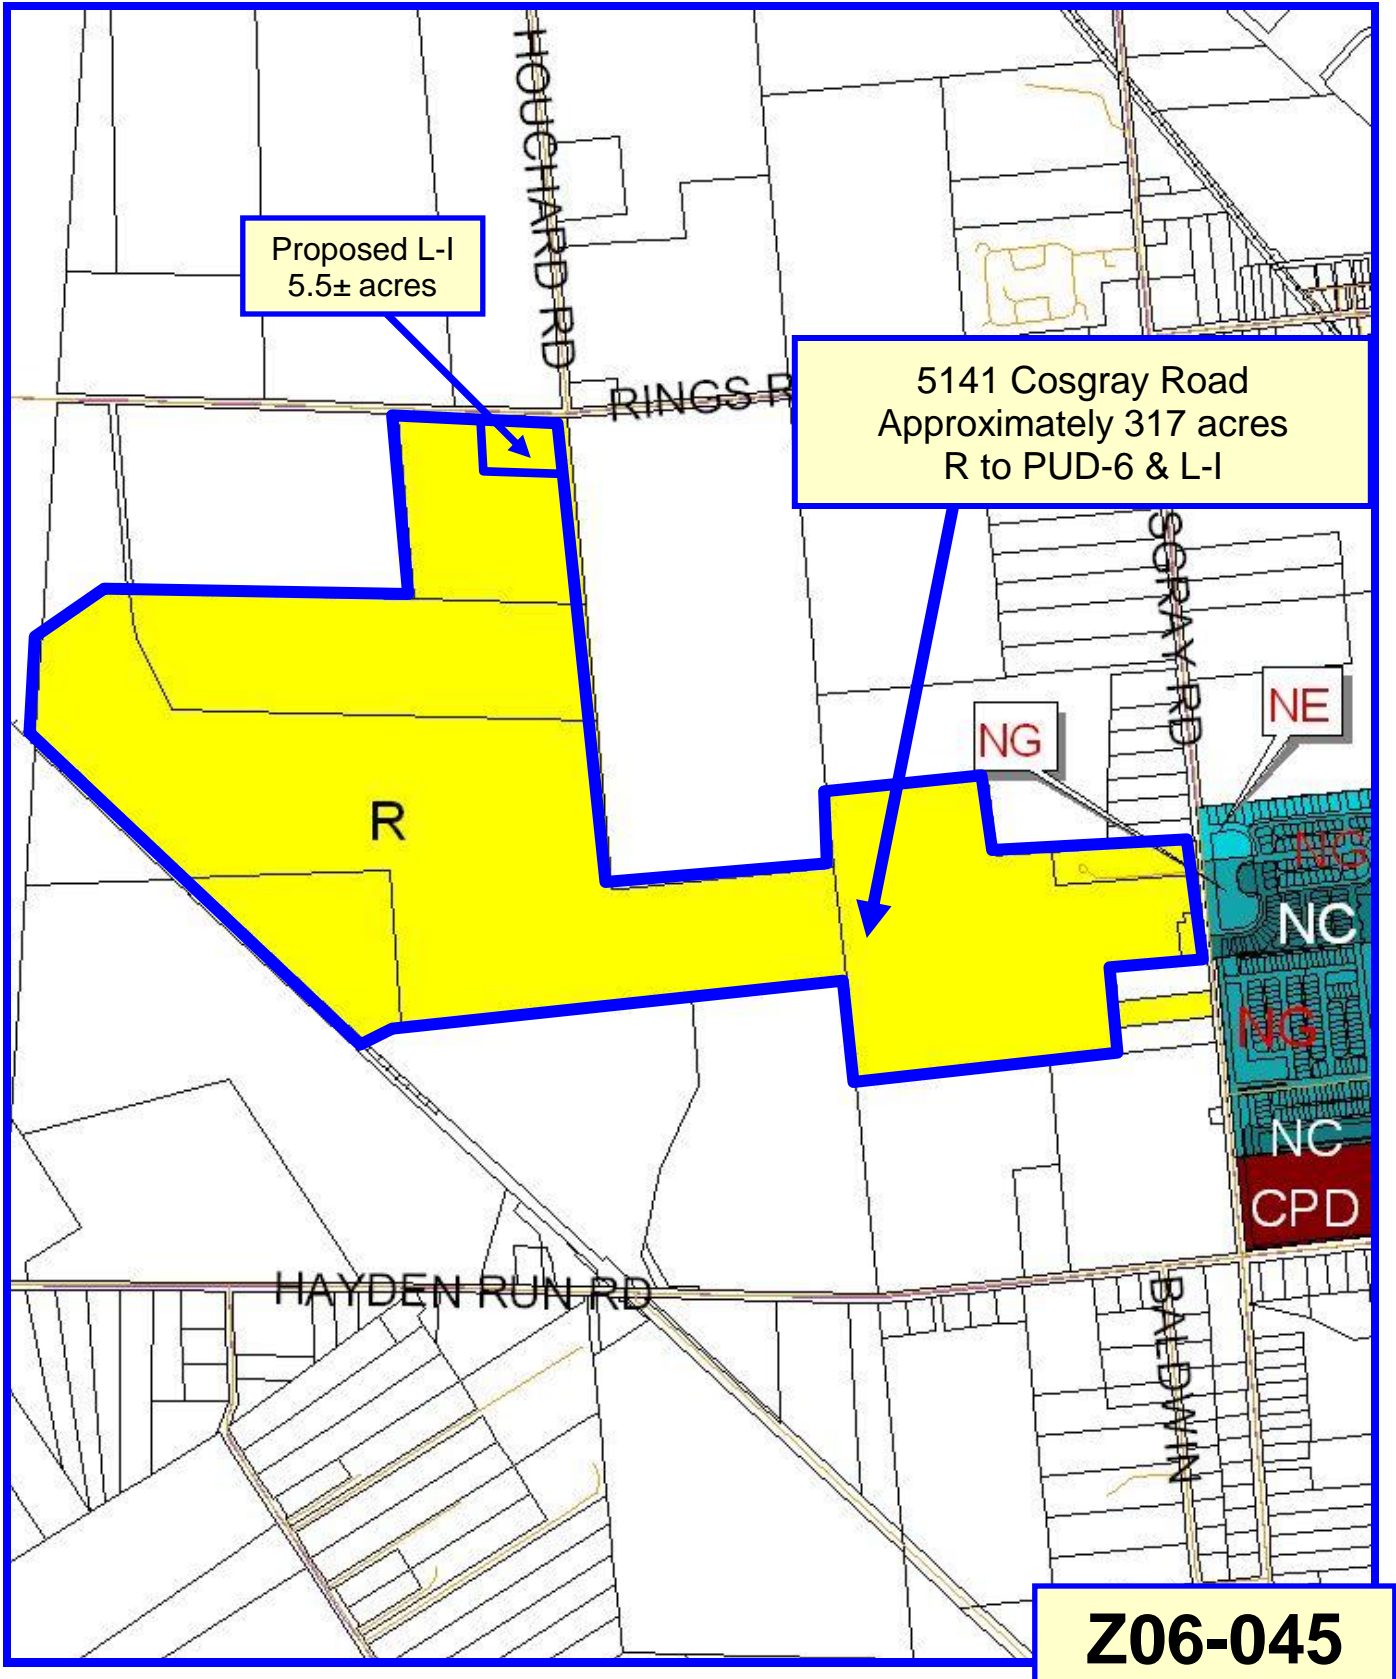 HOUCHARD RD
Proposed L-I
5.5± acres
RINGS R
5141 Cosgray Road
Approximately 317 acres
R to PUD-6 & L-I
SGRAY RD
NG
NE
R
NG
NC
NG
NC
CPD
HAYDEN RUN RD
BALDWIN
Z06-045